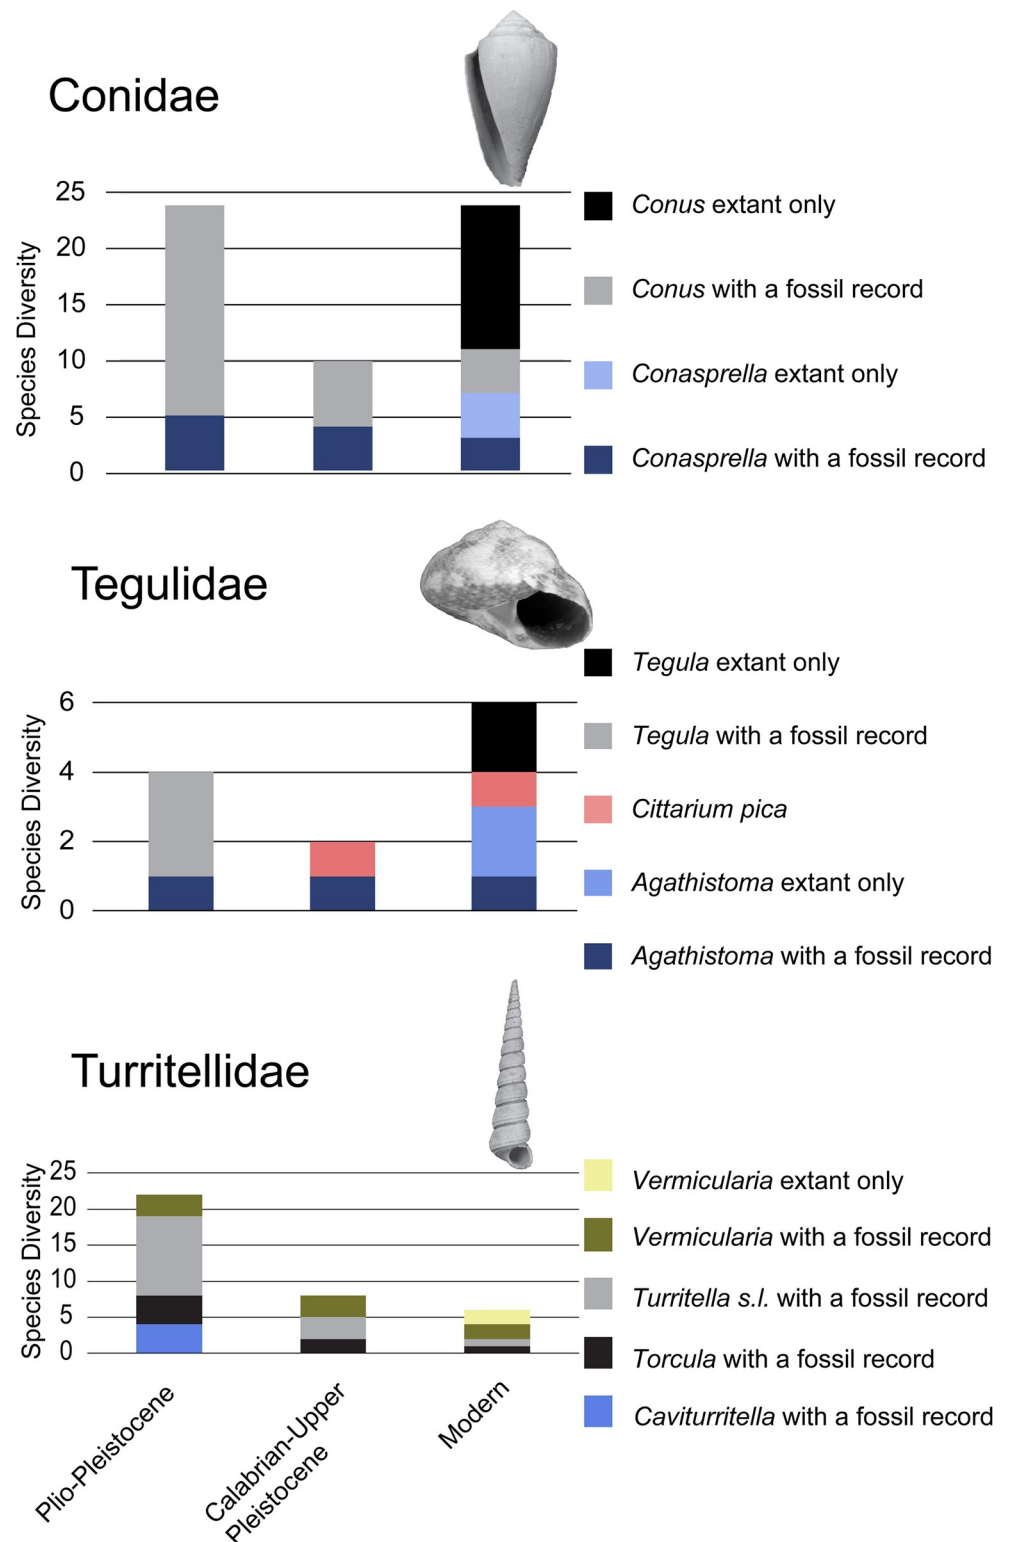 Conidae
25
20
15
10
5
0
Species Diversity
Conus extant only
Conus with a fossil record
Conasprella extant only
Conasprella with a fossil record
Tegulidae
6
4
2
0
Species Diversity
Tegula extant only
Tegula with a fossil record
Cittarium pica
Agathistoma extant only
Agathistoma with a fossil record
Turritellidae
25
20
15
10
5
0
Species Diversity
Vermicularia extant only
Vermicularia with a fossil record
Turritella s.l. with a fossil record
Torcula with a fossil record
Caviturritella with a fossil record
Plio-Pleistocene
Calabrian-Upper
Pleistocene
Modern